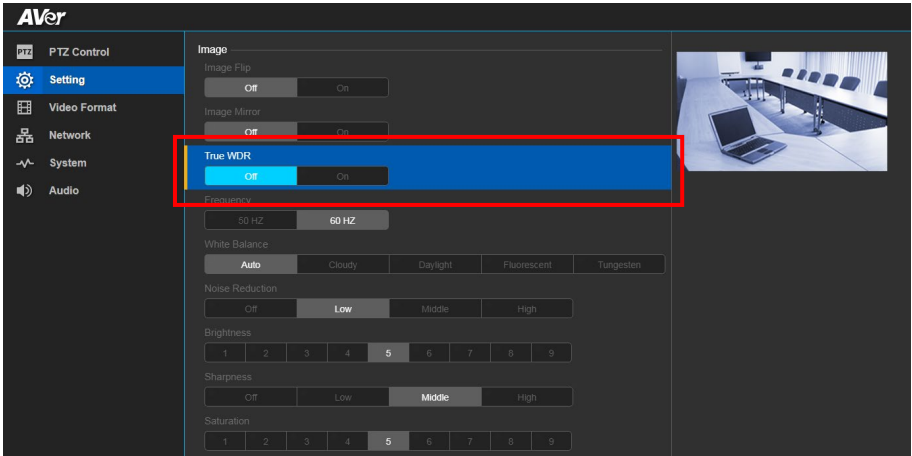 AVer
PTZ PTZ Control
Setting
Video Format
Network
System
Audio
Image
Image Flip
Off On
Image Mirror
Off On
True WDR
Off On
Frequency
50 HZ 60 HZ
White Balance
Auto Cloudy Daylight Fluorescent Tungesten
Noise Reduction
Off Low Middle High
Brightness
1 2 3 4 5 6 7 8 9
Sharpness
Off Low Middle High
Saturation
1 2 3 4 5 6 7 8 9